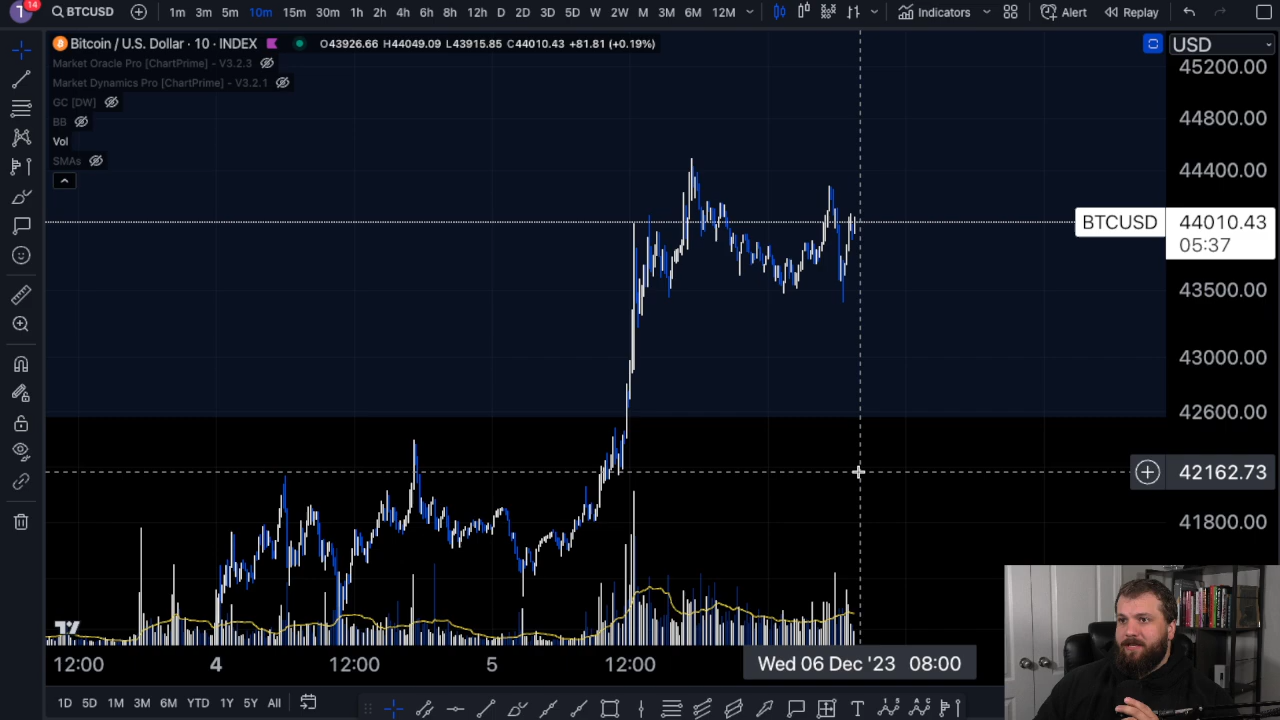 14
BTCUSD
1m 3m 5m 10m 15m 30m 1h 2h 4h 6h 8h 12h D 2D 3D 5D W 2W M 3M 6M 12M
Indicators
Alert
Replay
Bitcoin / U.S. Dollar · 10 · INDEX
O43926.66 H44049.09 L43915.85 C44010.43 +81.81 (+0.19%)
USD
Market Oracle Pro [ChartPrime] - V3.2.3
Market Dynamics Pro [ChartPrime] - V3.2.1
GC [DW]
BB
Vol
SMAs
45200.00
44800.00
44400.00
BTCUSD 44010.43
05:37
43500.00
43000.00
42600.00
42162.73
41800.00
12:00 4 12:00 5 12:00 Wed 06 Dec '23 08:00
1D 5D 1M 3M 6M YTD 1Y 5Y All